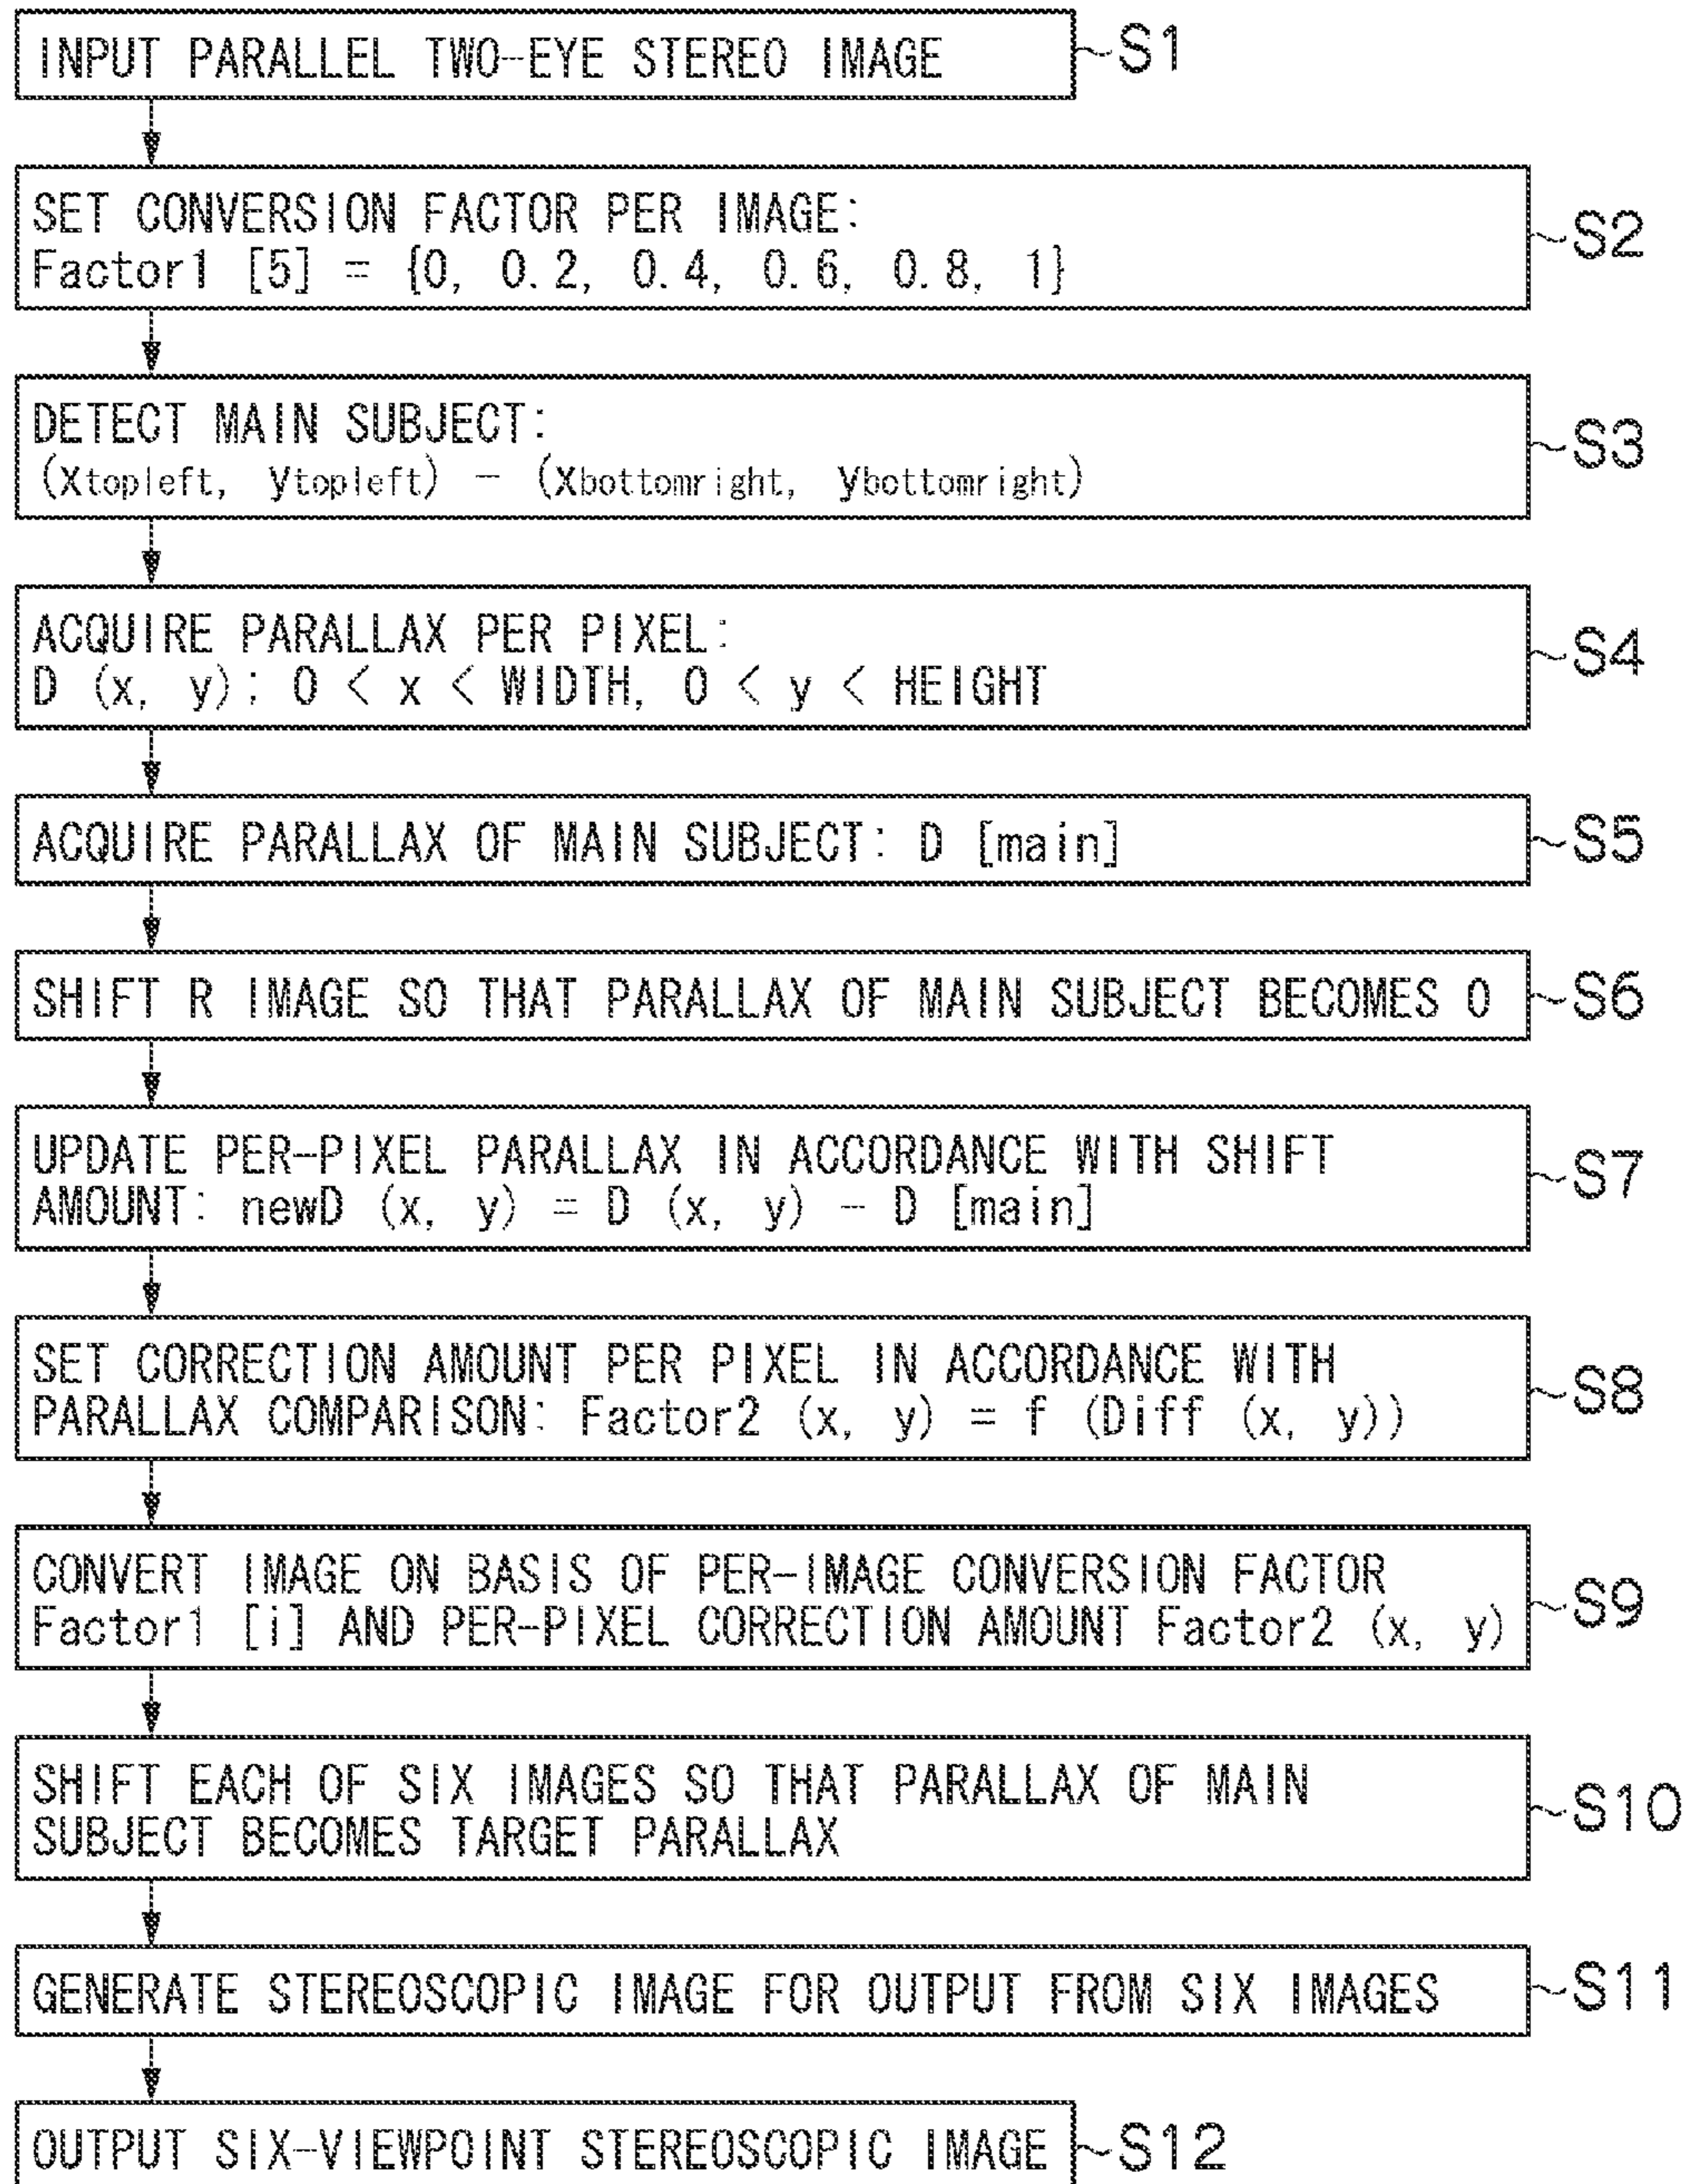 INPUT PARALLEL TWO-EYE STEREO IMAGE ~S1
SET CONVERSION FACTOR PER IMAGE:
Factor1 [5] = {0, 0.2, 0.4, 0.6, 0.8, 1} ~S2
DETECT MAIN SUBJECT:
(xtopleft, ytopleft) - (xbottomright, ybottomright) ~S3
ACQUIRE PARALLAX PER PIXEL:
D (x, y); 0 < x < WIDTH, 0 < y < HEIGHT ~S4
ACQUIRE PARALLAX OF MAIN SUBJECT: D [main] ~S5
SHIFT R IMAGE SO THAT PARALLAX OF MAIN SUBJECT BECOMES 0 ~S6
UPDATE PER-PIXEL PARALLAX IN ACCORDANCE WITH SHIFT
AMOUNT: newD (x, y) = D (x, y) - D [main] ~S7
SET CORRECTION AMOUNT PER PIXEL IN ACCORDANCE WITH
PARALLAX COMPARISON: Factor2 (x, y) = f (Diff (x, y)) ~S8
CONVERT IMAGE ON BASIS OF PER-IMAGE CONVERSION FACTOR
Factor1 [i] AND PER-PIXEL CORRECTION AMOUNT Factor2 (x, y) ~S9
SHIFT EACH OF SIX IMAGES SO THAT PARALLAX OF MAIN
SUBJECT BECOMES TARGET PARALLAX ~S10
GENERATE STEREOSCOPIC IMAGE FOR OUTPUT FROM SIX IMAGES ~S11
OUTPUT SIX-VIEWPOINT STEREOSCOPIC IMAGE ~S12